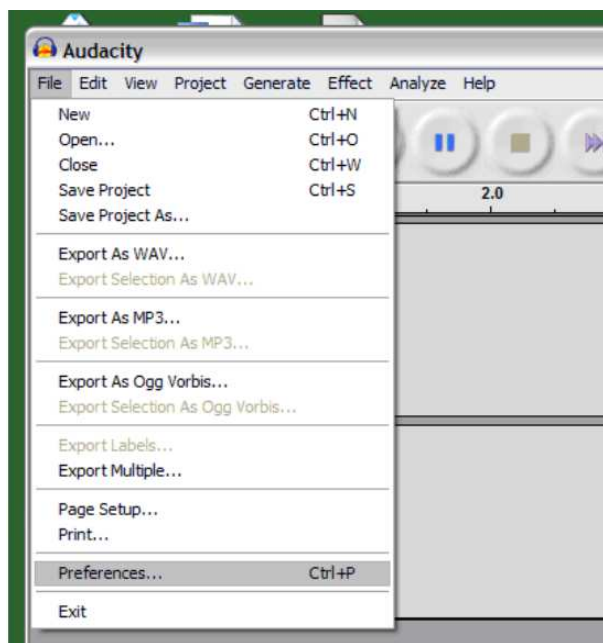 Audacity
File Edit View Project Generate Effect Analyze Help
New Ctrl+N
Open... Ctrl+O
Close Ctrl+W
Save Project Ctrl+S
Save Project As...
2.0
Export As WAV...
Export Selection As WAV...
Export As MP3...
Export Selection As MP3...
Export As Ogg Vorbis...
Export Selection As Ogg Vorbis...
Export Labels...
Export Multiple...
Page Setup...
Print...
Preferences... Ctrl+P
Exit